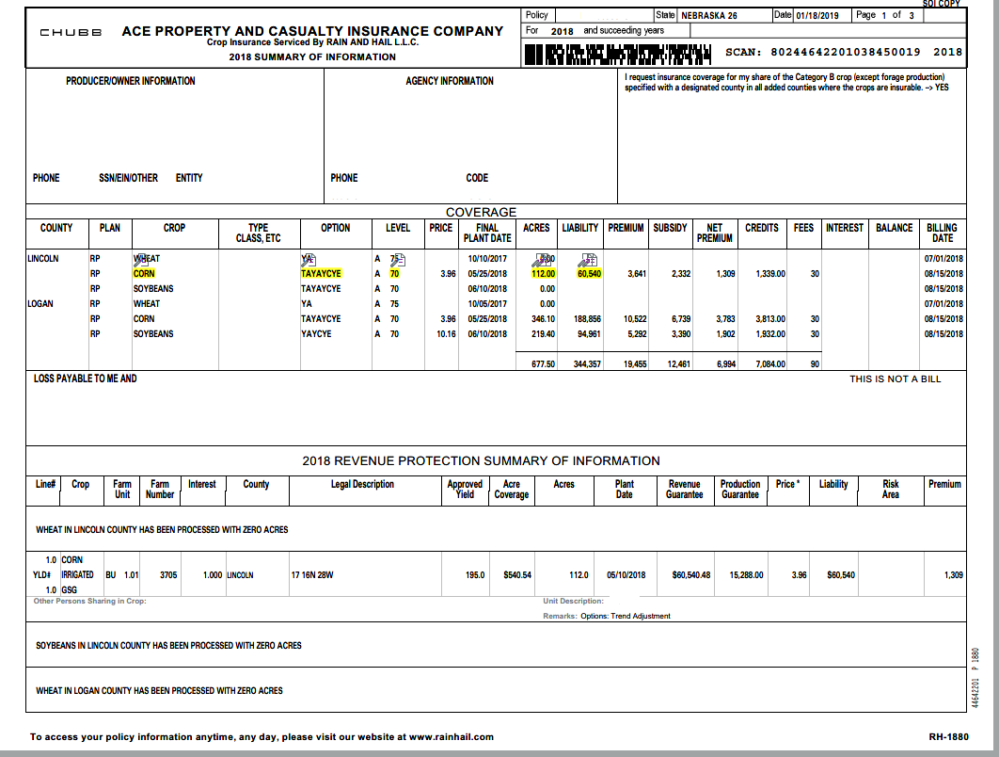 SOI COPY
CHUBB ACE PROPERTY AND CASUALTY INSURANCE COMPANY
Crop Insurance Serviced By RAIN AND HAIL L.L.C.
2018 SUMMARY OF INFORMATION
Policy State NEBRASKA 26 Date 01/18/2019 Page 1 of 3
For 2018 and succeeding years
SCAN: 80244642201038450019 2018
PRODUCER/OWNER INFORMATION
PHONE SSN/EIN/OTHER ENTITY
AGENCY INFORMATION
PHONE CODE
I request insurance coverage for my share of the Category B crop (except forage production)
specified with a designated county in all added counties where the crops are insurable. –> YES
COVERAGE
COUNTY PLAN CROP TYPE CLASS, ETC OPTION LEVEL PRICE FINAL PLANT DATE ACRES LIABILITY PREMIUM SUBSIDY NET PREMIUM CREDITS FEES INTEREST BALANCE BILLING DATE
LINCOLN RP WHEAT YA A 75 10/10/2017 0.00 07/01/2018
RP CORN TAYAYCYE A 70 3.96 05/25/2018 112.00 60,540 3,641 2,332 1,309 1,339.00 30 08/15/2018
RP SOYBEANS TAYAYCYE A 70 06/10/2018 0.00 08/15/2018
LOGAN RP WHEAT YA A 75 10/05/2017 0.00 07/01/2018
RP CORN TAYAYCYE A 70 3.96 05/25/2018 346.10 188,856 10,522 6,739 3,783 3,813.00 30 08/15/2018
RP SOYBEANS YAYCYE A 70 10.16 06/10/2018 219.40 94,961 5,292 3,390 1,902 1,932.00 30 08/15/2018
677.50 344,357 19,455 12,461 6,994 7,084.00 90
LOSS PAYABLE TO ME AND THIS IS NOT A BILL
2018 REVENUE PROTECTION SUMMARY OF INFORMATION
Line# Crop Farm Unit Farm Number Interest County Legal Description Approved Yield Acre Coverage Acres Plant Date Revenue Guarantee Production Guarantee Price * Liability Risk Area Premium
WHEAT IN LINCOLN COUNTY HAS BEEN PROCESSED WITH ZERO ACRES
1.0 CORN
YLD# IRRIGATED BU 1.01 3705 1.000 LINCOLN 17 16N 28W 195.0 $540.54 112.0 05/10/2018 $60,540.48 15,288.00 3.96 $60,540 1,309
1.0 GSG
Other Persons Sharing in Crop: Unit Description:
Remarks: Options: Trend Adjustment
SOYBEANS IN LINCOLN COUNTY HAS BEEN PROCESSED WITH ZERO ACRES
WHEAT IN LOGAN COUNTY HAS BEEN PROCESSED WITH ZERO ACRES
44642201 P 1880
To access your policy information anytime, any day, please visit our website at www.rainhail.com RH-1880